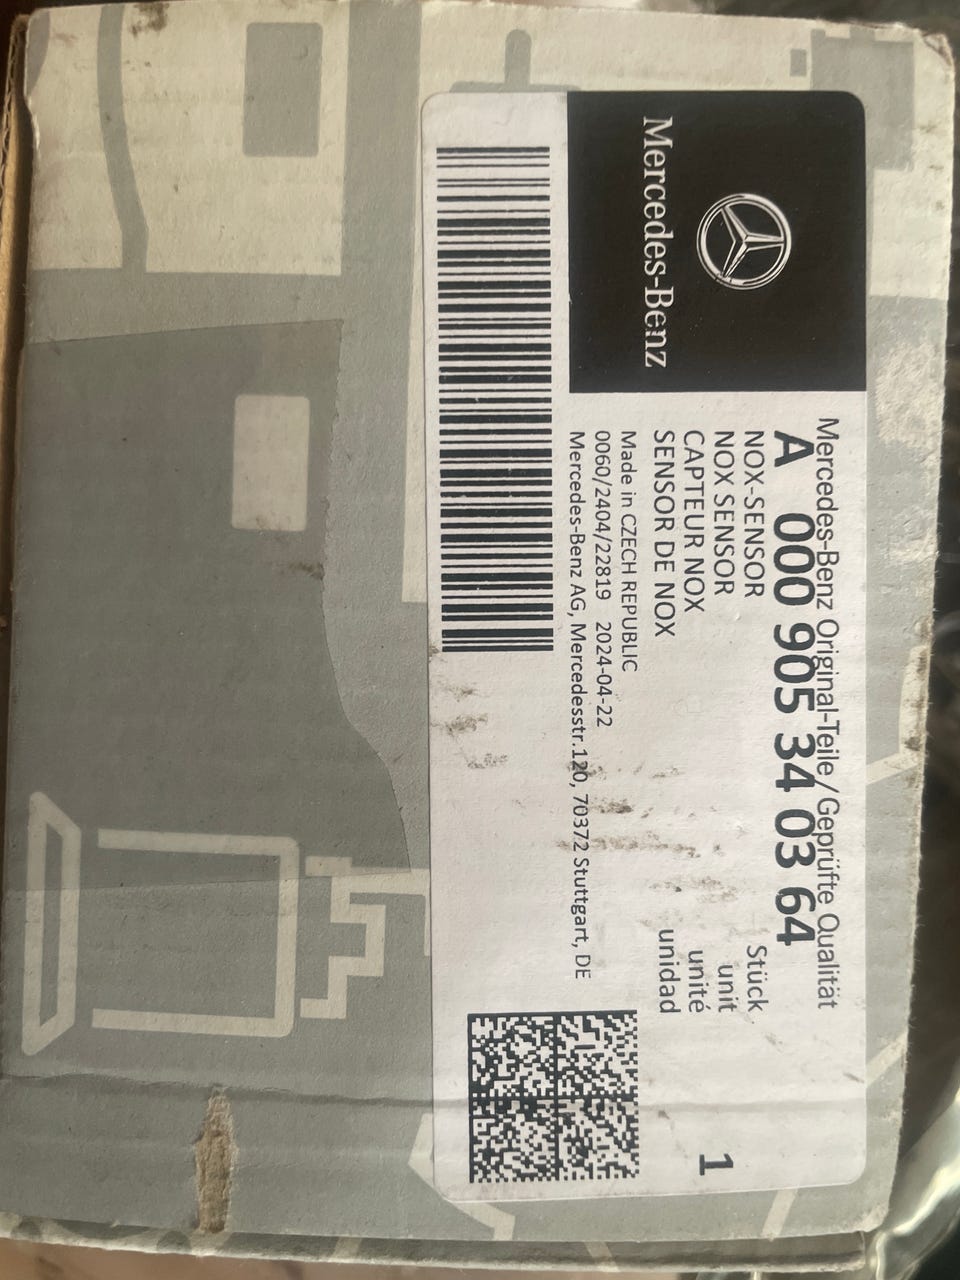 Mercedes-Benz
Mercedes-Benz Original-Teile/Geprüfte Qualität
A 000 905 34 03 64
NOX-SENSOR
NOX SENSOR
CAPTEUR NOX
SENSOR DE NOX
Stück
unit
unité
unidad
1
Made in CZECH REPUBLIC
0060/2404/22819 2024-04-22
Mercedes-Benz AG, Mercedesstr.120, 70372 Stuttgart, DE